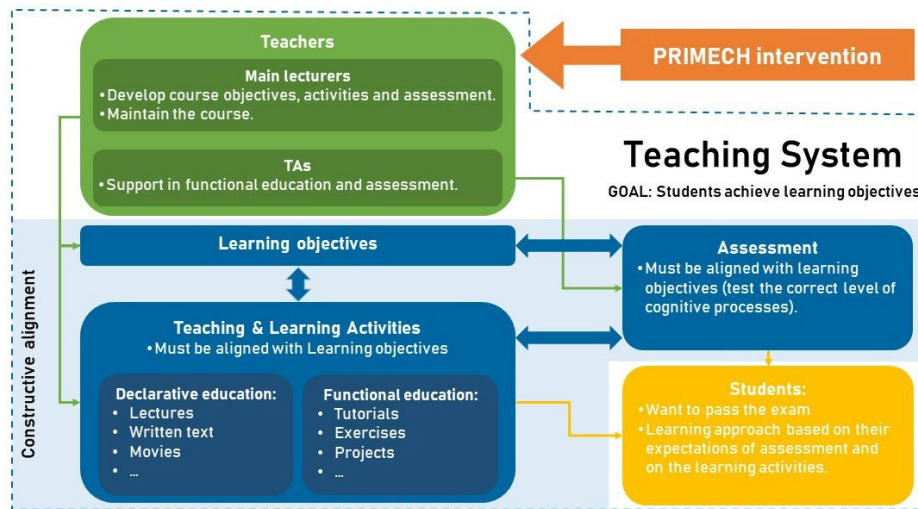 Teachers
Main lecturers
•Develop course objectives, activities and assessment.
•Maintain the course.
TAs
•Support in functional education and assessment.
PRIMECH intervention
Teaching System
GOAL: Students achieve learning objectives
Constructive alignment
Learning objectives
Assessment
•Must be aligned with learning
objectives (test the correct level of
cognitive processes).
Teaching & Learning Activities
•Must be aligned with Learning objectives
Declarative education:
• Lectures
• Written text
• Movies
• …
Functional education:
• Tutorials
• Exercises
• Projects
• …
Students:
•Want to pass the exam
•Learning approach based on their
expectations of assessment and
on the learning activities.